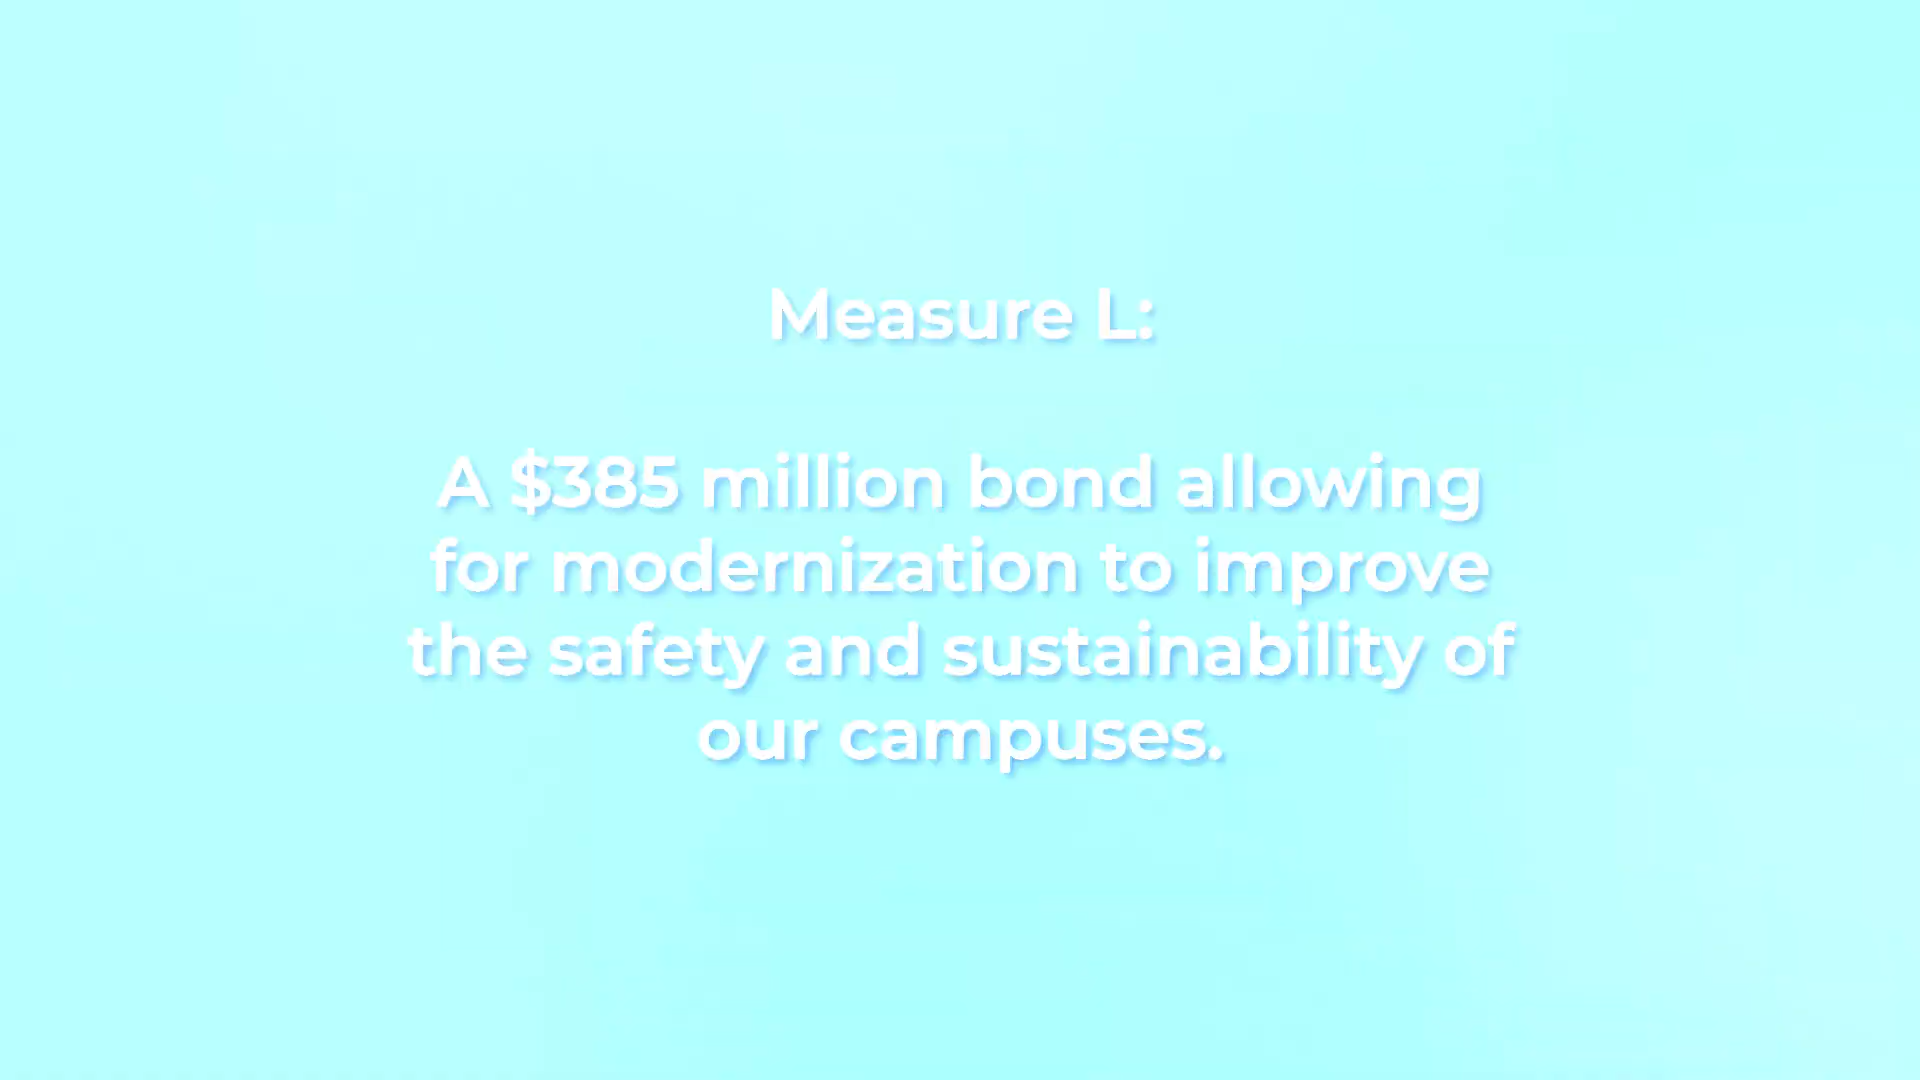 Measure L:
A $385 million bond allowing
for modernization to improve
the safety and sustainability of
our campuses.